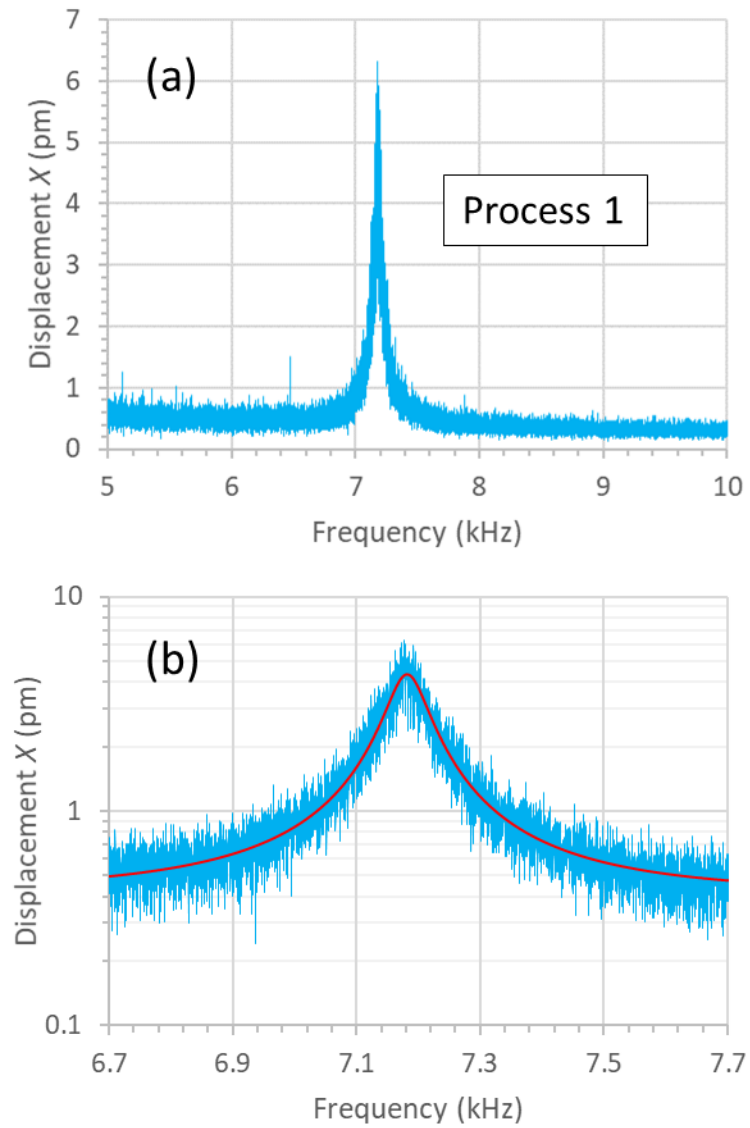 7
6
5
4
3
2
1
0
Displacement X (pm)
(a)
Process 1
5 6 7 8 9 10
Frequency (kHz)
10
1
0.1
Displacement X (pm)
(b)
6.7 6.9 7.1 7.3 7.5 7.7
Frequency (kHz)